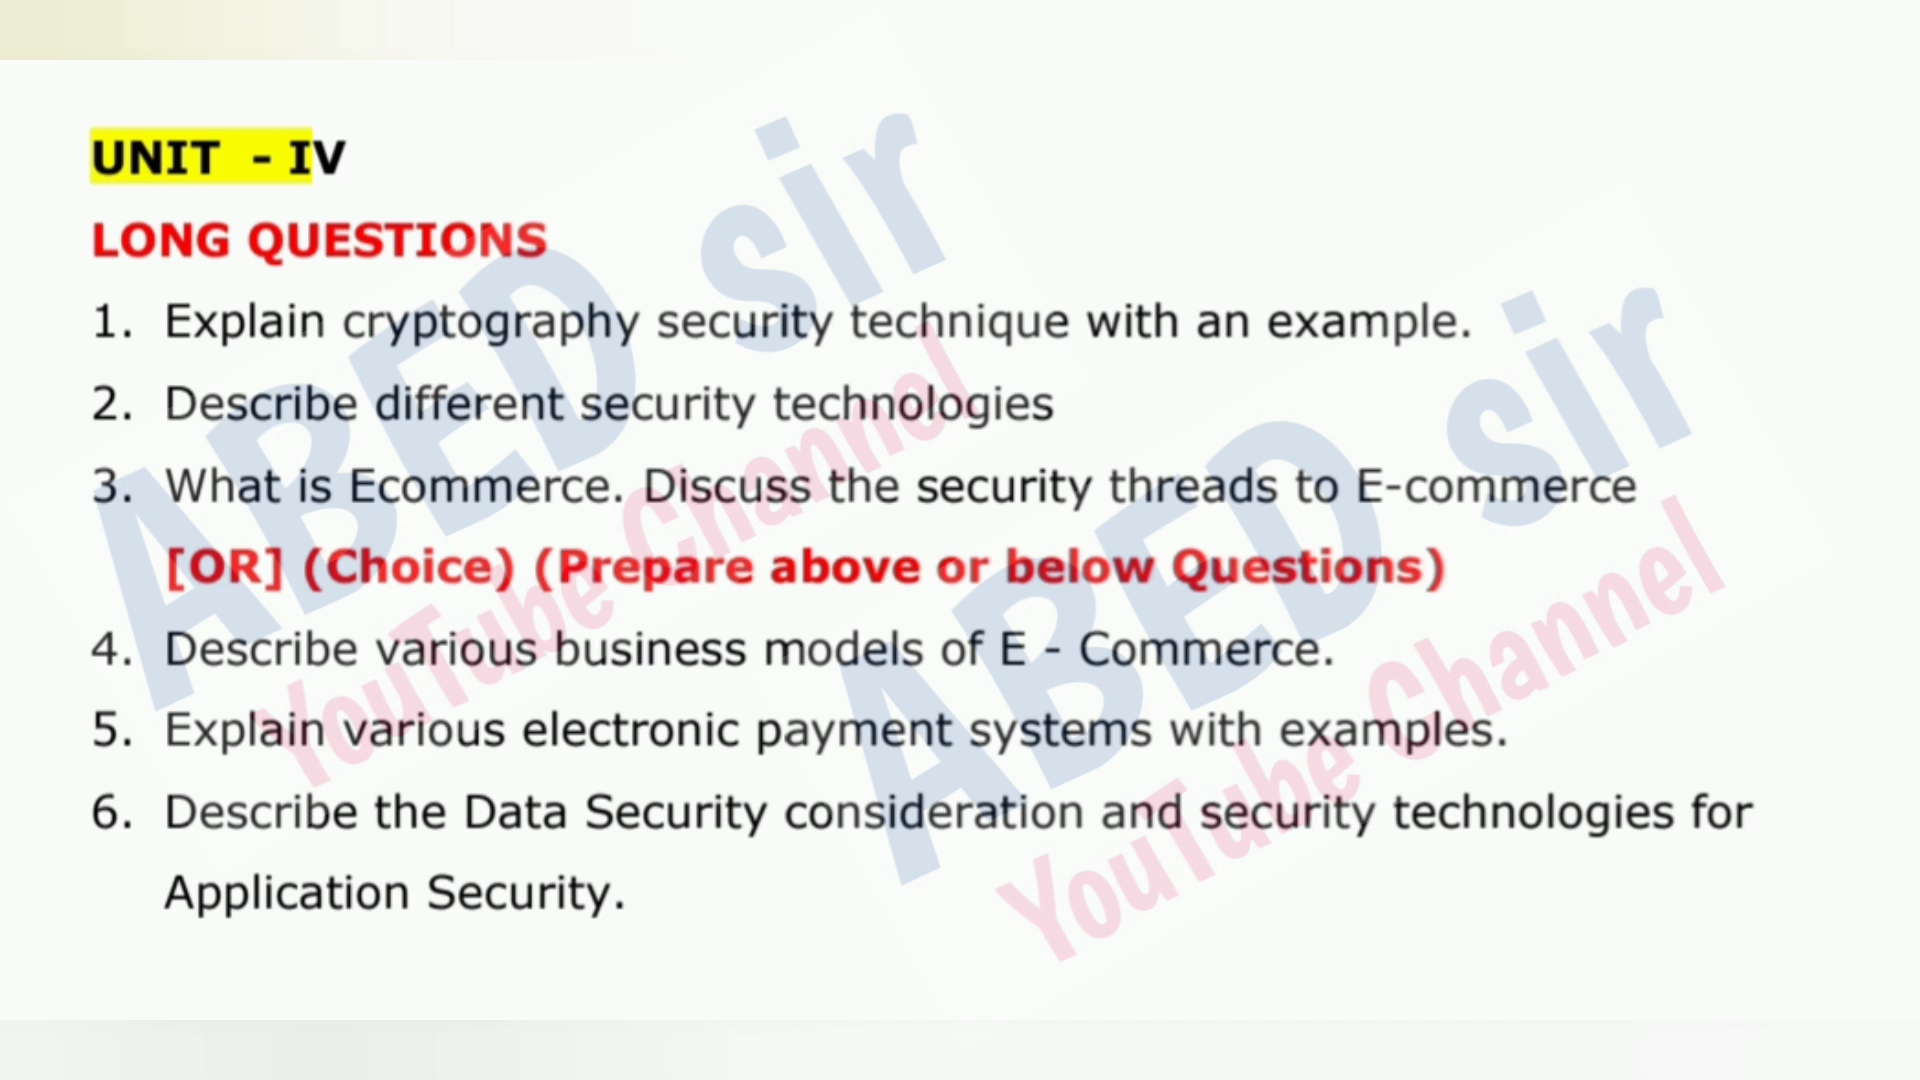 UNIT - IV
LONG QUESTIONS
1. Explain cryptography security technique with an example.
2. Describe different security technologies
3. What is Ecommerce. Discuss the security threads to E-commerce
[OR] (Choice) (Prepare above or below Questions)
4. Describe various business models of E - Commerce.
5. Explain various electronic payment systems with examples.
6. Describe the Data Security consideration and security technologies for
Application Security.
ABED sir
YouTube Channel
ABED sir
YouTube Channel